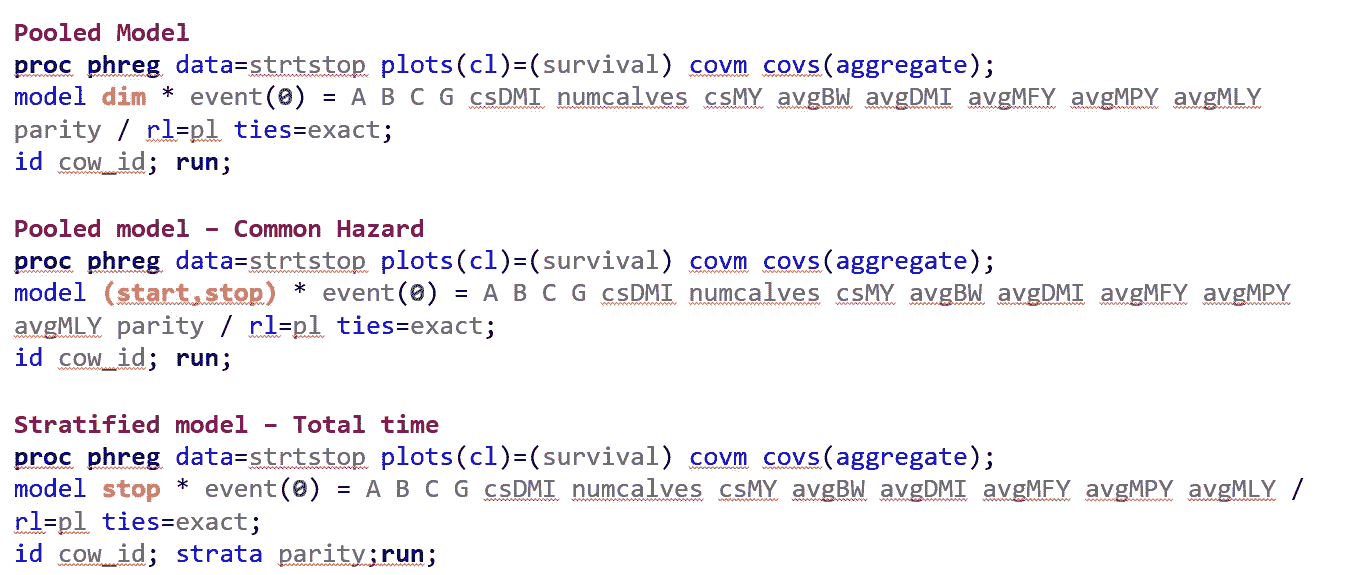 Pooled Model
proc phreg data=strtstop plots(cl)=(survival) covm covs(aggregate);
model dim * event(0) = A B C G csDMI numcalves csMY avgBW avgDMI avgMFY avgMPY avgMLY
parity / rl=pl ties=exact;
id cow_id; run;
Pooled model – Common Hazard
proc phreg data=strtstop plots(cl)=(survival) covm covs(aggregate);
model (start,stop) * event(0) = A B C G csDMI numcalves csMY avgBW avgDMI avgMFY avgMPY
avgMLY parity / rl=pl ties=exact;
id cow_id; run;
Stratified model – Total time
proc phreg data=strtstop plots(cl)=(survival) covm covs(aggregate);
model stop * event(0) = A B C G csDMI numcalves csMY avgBW avgDMI avgMFY avgMPY avgMLY /
rl=pl ties=exact;
id cow_id; strata parity;run;